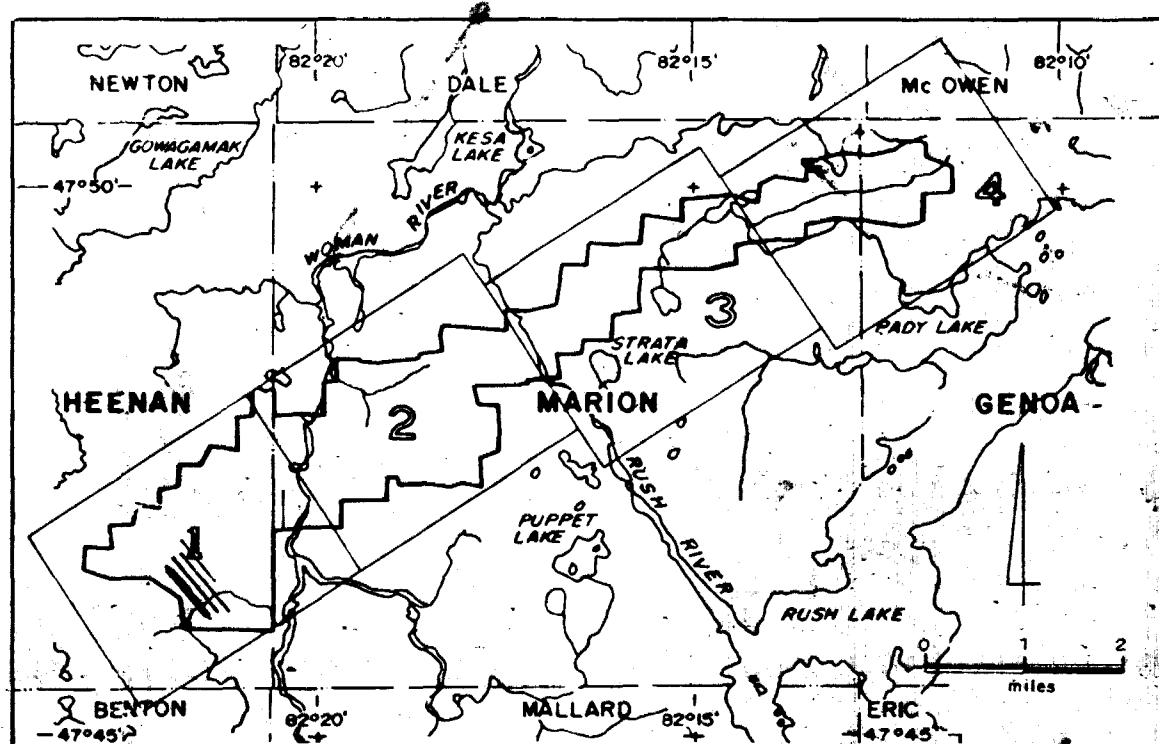 82°20'
82°15'
82°10'
NEWTON
DALE
Mc OWEN
GOWAGAMAK
LAKE
KESA
LAKE
47°50'
WOMAN
RIVER
4
3
PADY LAKE
STRATA
LAKE
HEENAN
2
MARION
GENOA
RUSH
RIVER
1
PUPPET
LAKE
RUSH LAKE
0 1 2
miles
BENTON
MALLARD
ERIC
47°45'
82°20'
82°15'
47°45'